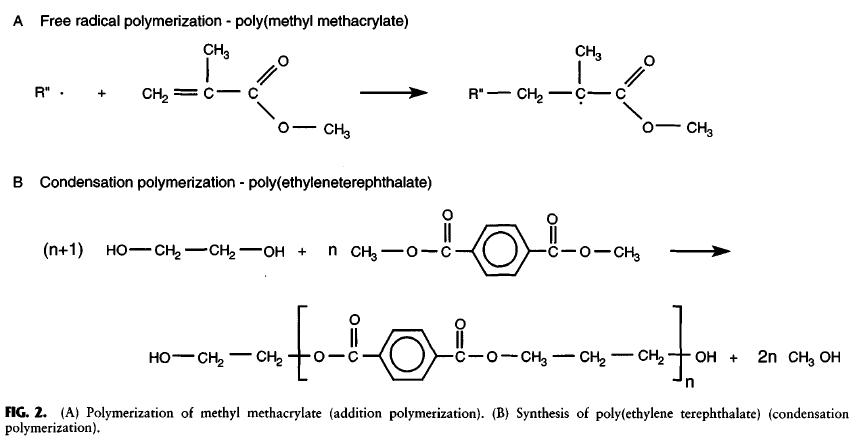 A Free radical polymerization - poly(methyl methacrylate)
CH3 O CH3 O
R" · + CH2 = C — C R" — CH2 — C — C
O — CH3 O — CH3
B Condensation polymerization - poly(ethyleneterephthalate)
O O
(n+1) HO—CH2—CH2—OH + n CH3—O—C C—O—CH3
O O
HO—CH2—CH2 O—C C—O—CH3—CH2—CH2 OH + 2n CH3 OH
n
FIG. 2. (A) Polymerization of methyl methacrylate (addition polymerization). (B) Synthesis of poly(ethylene terephthalate) (condensation
polymerization).